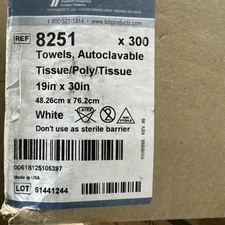 1-800-521-1314 • www.tidiproducts.com
REF 8251 x 300
Towels, Autoclavable
Tissue/Poly/Tissue
19in x 30in
48.26cm x 76.2cm
White
Don't use as sterile barrier
00618125105397
Made in USA
LOT 61441244